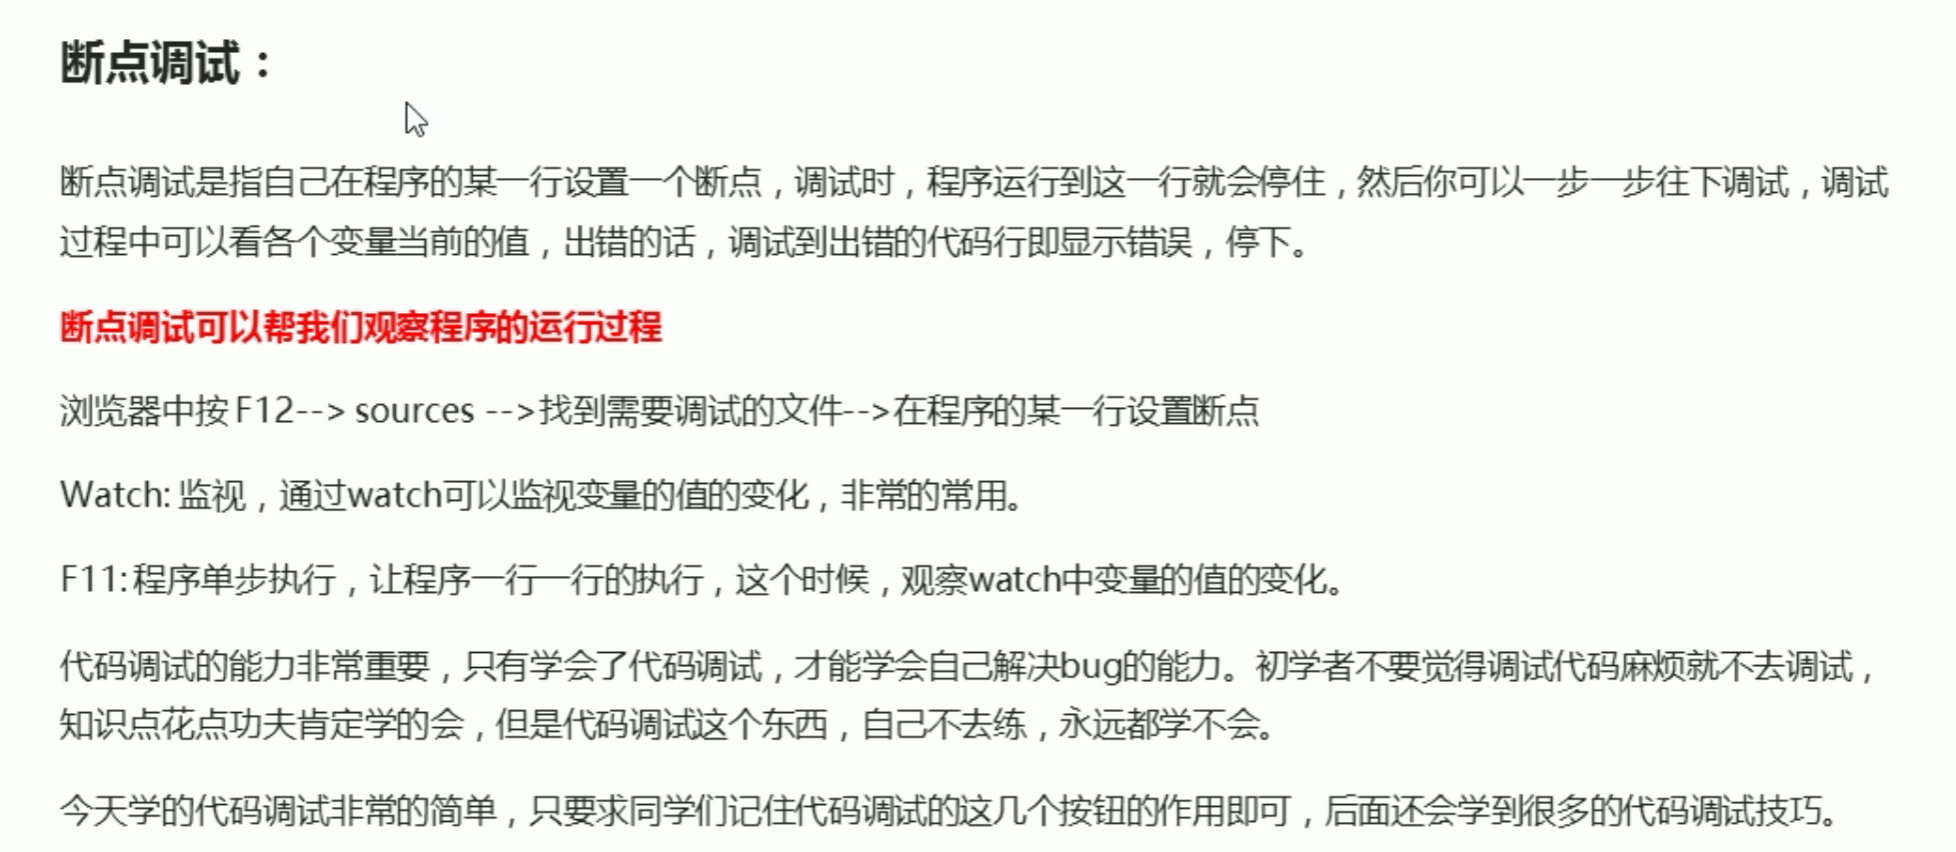 断点调试：
断点调试是指自己在程序的某一行设置一个断点，调试时，程序运行到这一行就会停住，然后你可以一步一步往下调试，调试
过程中可以看各个变量当前的值，出错的话，调试到出错的代码行即显示错误，停下。
断点调试可以帮我们观察程序的运行过程
浏览器中按 F12--> sources -->找到需要调试的文件-->在程序的某一行设置断点
Watch: 监视，通过watch可以监视变量的值的变化，非常的常用。
F11: 程序单步执行，让程序一行一行的执行，这个时候，观察watch中变量的值的变化。
代码调试的能力非常重要，只有学会了代码调试，才能学会自己解决bug的能力。初学者不要觉得调试代码麻烦就不去调试，
知识点花点功夫肯定学的会，但是代码调试这个东西，自己不去练，永远都学不会。
今天学的代码调试非常的简单，只要求同学们记住代码调试的这几个按钮的作用即可，后面还会学到很多的代码调试技巧。